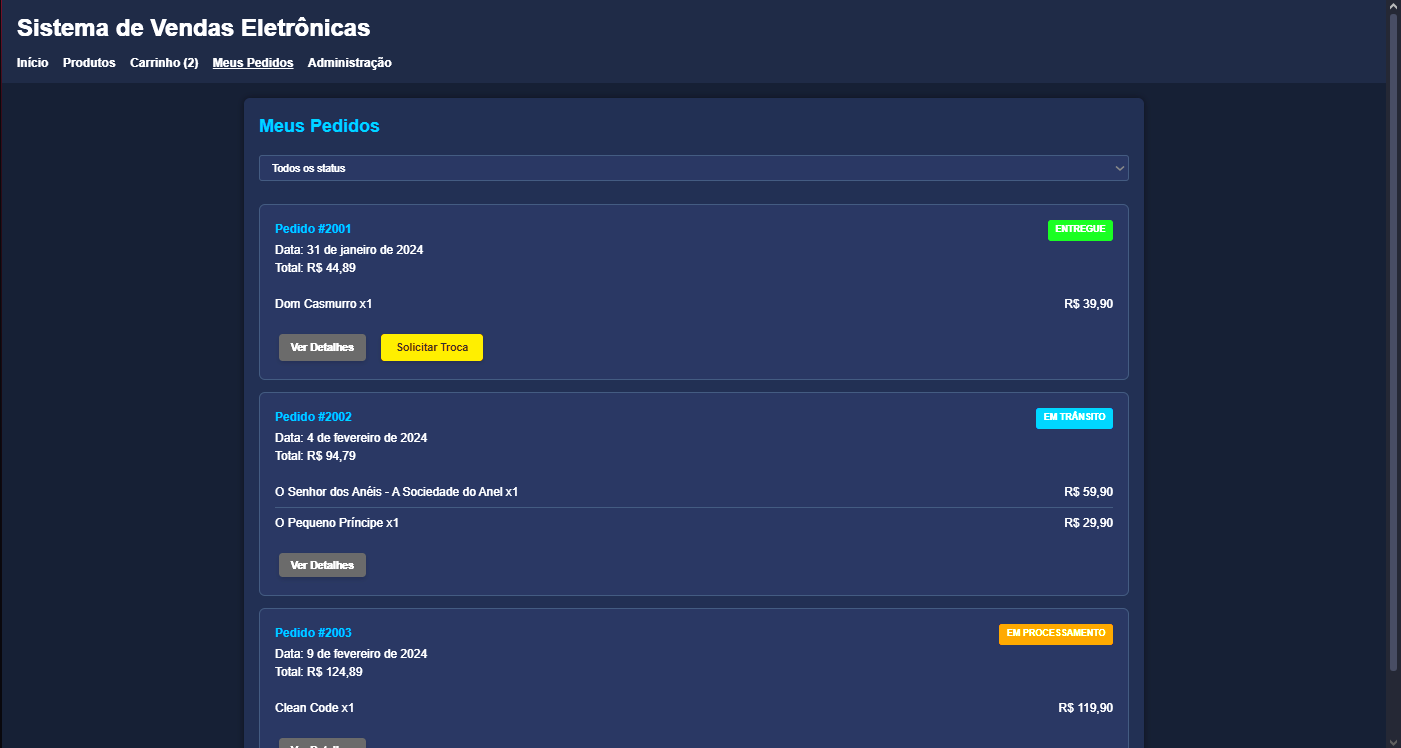 Sistema de Vendas Eletrônicas
Início Produtos Carrinho (2) Meus Pedidos Administração
Meus Pedidos
Todos os status
Pedido #2001 ENTREGUE
Data: 31 de janeiro de 2024
Total: R$ 44,89
Dom Casmurro x1 R$ 39,90
Ver Detalhes Solicitar Troca
Pedido #2002 EM TRÂNSITO
Data: 4 de fevereiro de 2024
Total: R$ 94,79
O Senhor dos Anéis - A Sociedade do Anel x1 R$ 59,90
O Pequeno Príncipe x1 R$ 29,90
Ver Detalhes
Pedido #2003 EM PROCESSAMENTO
Data: 9 de fevereiro de 2024
Total: R$ 124,89
Clean Code x1 R$ 119,90
Ver Detalhes